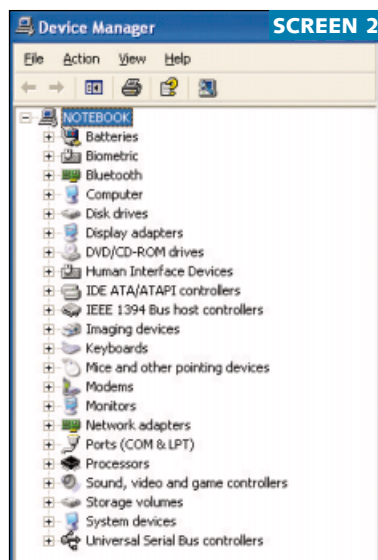 Device Manager
SCREEN 2
File Action View Help
NOTEBOOK
Batteries
Biometric
Bluetooth
Computer
Disk drives
Display adapters
DVD/CD-ROM drives
Human Interface Devices
IDE ATA/ATAPI controllers
IEEE 1394 Bus host controllers
Imaging devices
Keyboards
Mice and other pointing devices
Modems
Monitors
Network adapters
Ports (COM & LPT)
Processors
Sound, video and game controllers
Storage volumes
System devices
Universal Serial Bus controllers